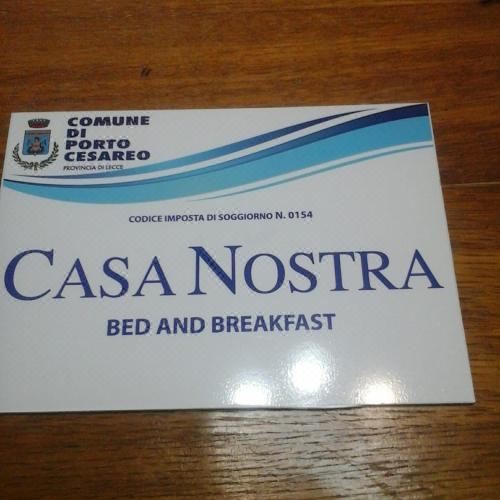 COMUNE
DI
PORTO
CESAREO
PROVINCIA DI LECCE
CODICE IMPOSTA DI SOGGIORNO N. 0154
CASA NOSTRA
BED AND BREAKFAST